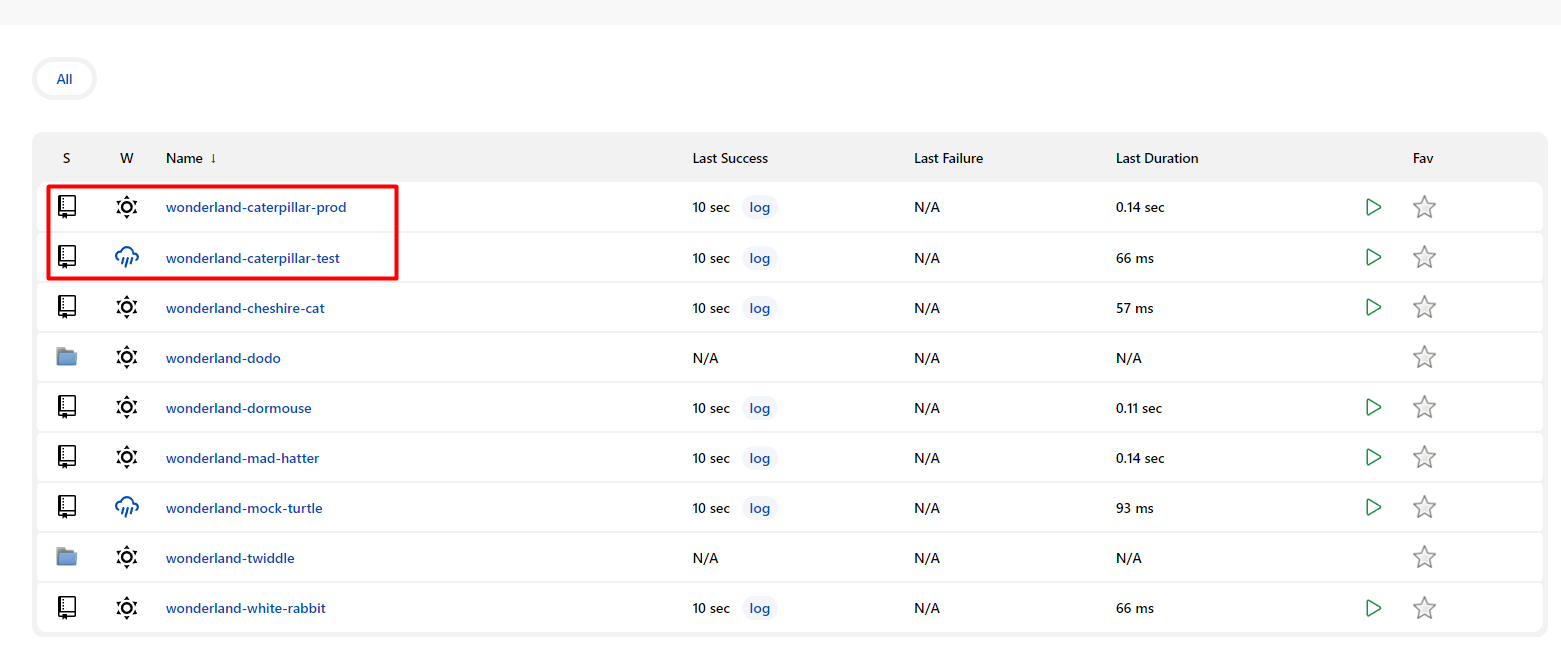 All
S W Name ↓ Last Success Last Failure Last Duration Fav
wonderland-caterpillar-prod 10 sec log N/A 0.14 sec
wonderland-caterpillar-test 10 sec log N/A 66 ms
wonderland-cheshire-cat 10 sec log N/A 57 ms
wonderland-dodo N/A N/A N/A
wonderland-dormouse 10 sec log N/A 0.11 sec
wonderland-mad-hatter 10 sec log N/A 0.14 sec
wonderland-mock-turtle 10 sec log N/A 93 ms
wonderland-twiddle N/A N/A N/A
wonderland-white-rabbit 10 sec log N/A 66 ms